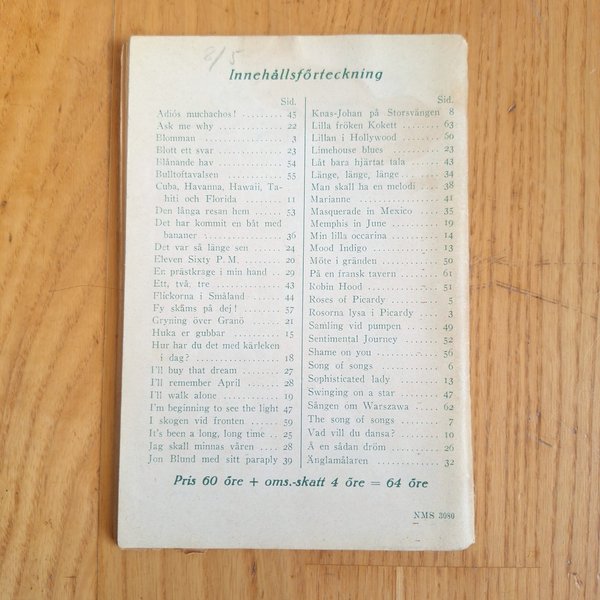 2/5
Innehållsförteckning
Sid.
Adiós muchachos! ........ 45
Ask me why ............ 22
Blomman ............... 3
Blott ett svar ............ 23
Blånande hav ............ 54
Bulltoftavalsen ........... 55
Cuba, Havanna, Hawaii, Ta-
hiti och Florida ........ 11
Den långa resan hem ..... 53
Det har kommit en båt med
bananer ................ 36
Det var så länge sen ..... 24
Eleven Sixty P. M. ....... 20
En prästkrage i min hand .. 29
Ett, två, tre .............. 43
Flickorna i Småland ...... 44
Fy skäms på dej! ......... 57
Gryning över Granö ...... 21
Huka er gubbar .......... 15
Hur har du det med kärleken
i dag? ................. 18
I'll buy that dream ....... 27
I'll remember April ....... 28
I'll walk alone ........... 19
I'm beginning to see the light 47
I skogen vid fronten ...... 59
It's been a long, long time .. 25
Jag skall minnas våren .... 28
Jon Blund med sitt paraply 39
Sid.
Knas-Johan på Storsvängen 8
Lilla fröken Kokett ....... 63
Lillan i Hollywood ........ 60
Limehouse blues ......... 23
Låt bara hjärtat tala ...... 43
Länge, länge, länge ....... 34
Man skall ha en melodi ... 38
Marianne ................ 41
Masquerade in Mexico .... 35
Memphis in June ......... 19
Min lilla occarina ........ 14
Mood Indigo ............. 13
Möte i gränden .......... 50
På en fransk tavern ...... 61
Robin Hood ............. 51
Roses of Picardy ......... 5
Rosorna lysa i Picardy .... 3
Samling vid pumpen ...... 49
Sentimental Journey ...... 52
Shame on you ........... 56
Song of songs ........... 6
Sophisticated lady ........ 13
Swinging on a star ....... 47
Sången om Warszawa ..... 62
The song of songs ....... 7
Vad vill du dansa? ....... 10
Å en sådan dröm ........ 26
Änglamålaren ............ 32
Pris 60 öre + oms.-skatt 4 öre = 64 öre
NMS 3080